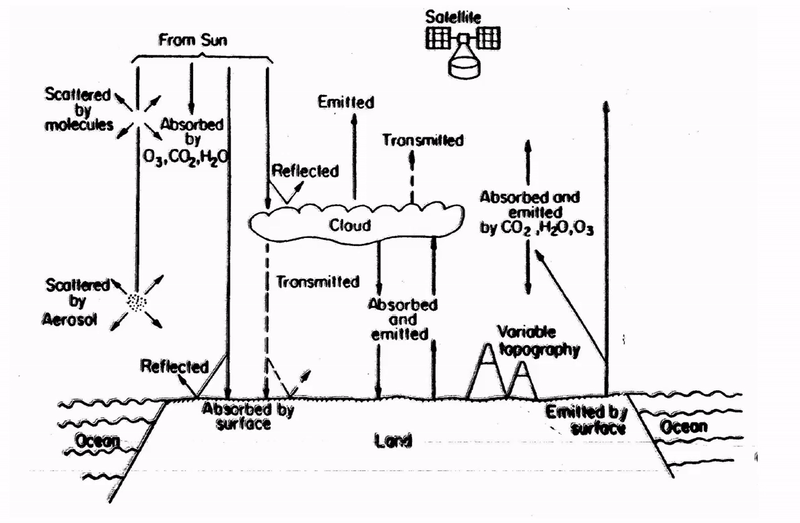 Satellite
From Sun
Scattered
by
molecules
Absorbed
by
O₃,CO₂,H₂O
Emitted
Transmitted
Reflected
Absorbed and
emitted
by CO₂,H₂O,O₃
Cloud
Scattered
by
Aerosol
Transmitted
Absorbed
and
emitted
Variable
topography
Reflected
Absorbed by
surface
Emitted by
surface
Ocean
Land
Ocean